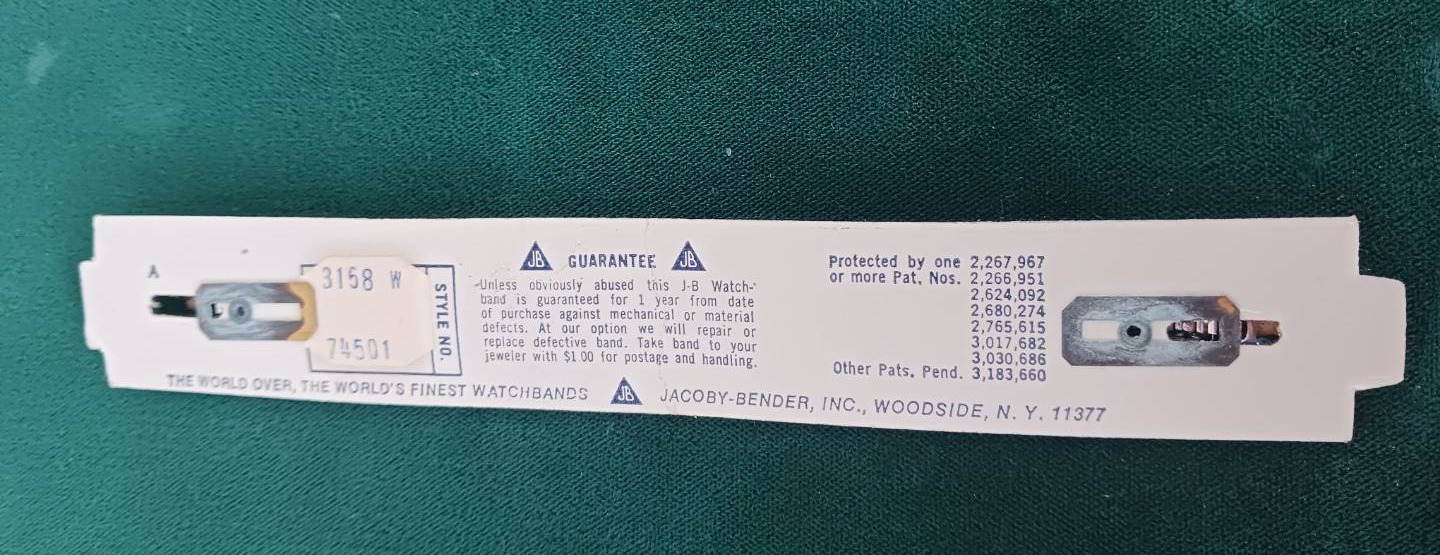 A
3158 W
74501
STYLE NO.
JB GUARANTEE JB
Unless obviously abused this J-B Watch-
band is guaranteed for 1 year from date
of purchase against mechanical or material
defects. At our option we will repair or
replace defective band. Take band to your
jeweler with $1 00 for postage and handling.
Protected by one 2,267,967
or more Pat. Nos. 2,266,951
2,624,092
2,680,274
2,765,615
3,017,682
3,030,686
Other Pats. Pend. 3,183,660
THE WORLD OVER, THE WORLD'S FINEST WATCHBANDS JB JACOBY-BENDER, INC., WOODSIDE, N. Y. 11377